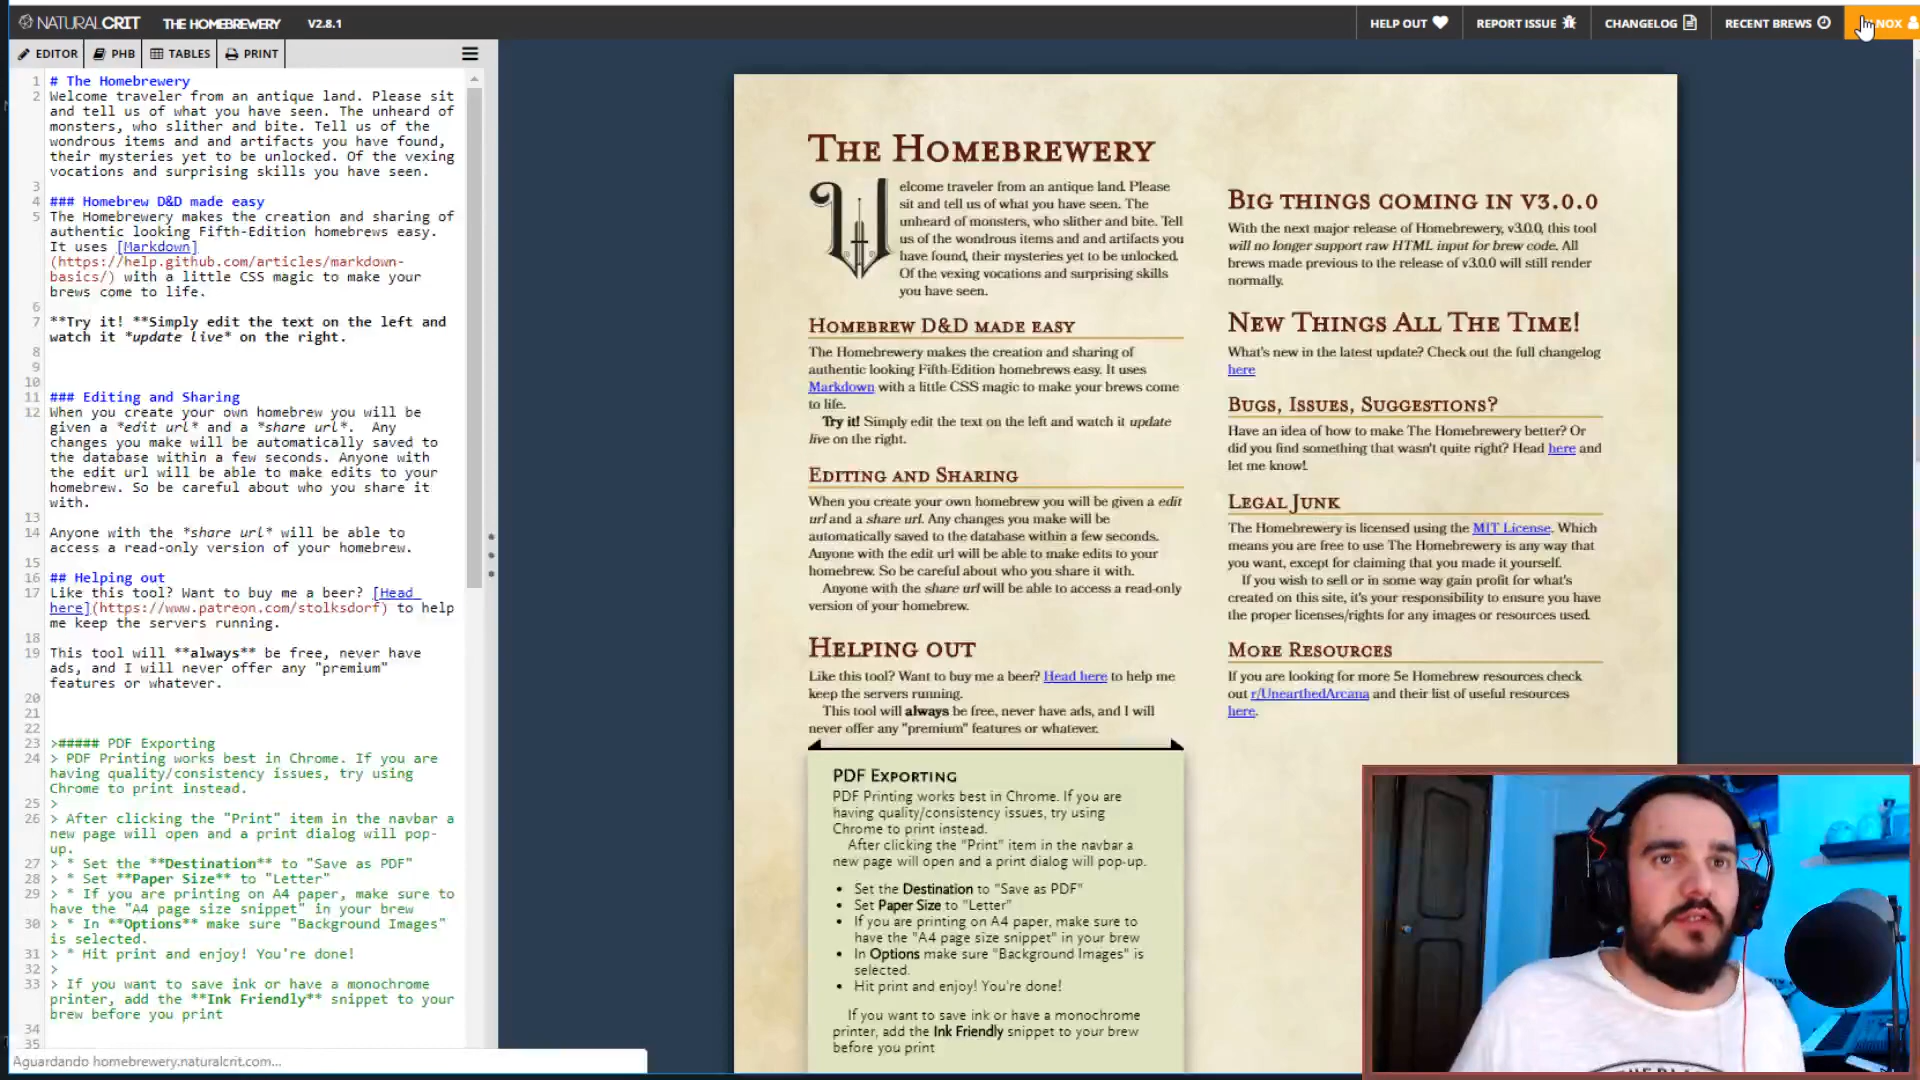 NATURALCRIT THE HOMEBREWERY V2.8.1
HELP OUT REPORT ISSUE CHANGELOG RECENT BREWS NOX
EDITOR PHB TABLES PRINT
1 # The Homebrewery
2 Welcome traveler from an antique land. Please sit
and tell us of what you have seen. The unheard of
monsters, who slither and bite. Tell us of the
wondrous items and and artifacts you have found,
their mysteries yet to be unlocked. Of the vexing
vocations and surprising skills you have seen.
3
4 ### Homebrew D&D made easy
5 The Homebrewery makes the creation and sharing of
authentic looking Fifth-Edition homebrews easy.
It uses [Markdown]
(https://help.github.com/articles/markdown-
basics/) with a little CSS magic to make your
brews come to life.
6
7 **Try it! **Simply edit the text on the left and
watch it *update live* on the right.
8
9
10
11 ### Editing and Sharing
12 When you create your own homebrew you will be
given a *edit url* and a *share url*. Any
changes you make will be automatically saved to
the database within a few seconds. Anyone with
the edit url will be able to make edits to your
homebrew. So be careful about who you share it
with.
13
14 Anyone with the *share url* will be able to
access a read-only version of your homebrew.
15
16 ## Helping out
17 Like this tool? Want to buy me a beer? [Head
here](https://www.patreon.com/stolksdorf) to help
me keep the servers running.
18
19 This tool will **always** be free, never have
ads, and I will never offer any "premium"
features or whatever.
20
21
22
23 >##### PDF Exporting
24 > PDF Printing works best in Chrome. If you are
having quality/consistency issues, try using
Chrome to print instead.
25 >
26 > After clicking the "Print" item in the navbar a
new page will open and a print dialog will pop-
up.
27 > * Set the **Destination** to "Save as PDF"
28 > * Set **Paper Size** to "Letter"
29 > * If you are printing on A4 paper, make sure to
have the "A4 page size snippet" in your brew
30 > * In **Options** make sure "Background Images"
is selected.
31 > * Hit print and enjoy! You're done!
32 >
33 > If you want to save ink or have a monochrome
printer, add the **Ink Friendly** snippet to your
brew before you print
34
35
Aguardando homebrewery.naturalcrit.com...
The Homebrewery
Welcome traveler from an antique land. Please
sit and tell us of what you have seen. The
unheard of monsters, who slither and bite. Tell
us of the wondrous items and and artifacts you
have found, their mysteries yet to be unlocked.
Of the vexing vocations and surprising skills
you have seen.
Homebrew D&D made easy
The Homebrewery makes the creation and sharing of
authentic looking Fifth-Edition homebrews easy. It uses
Markdown with a little CSS magic to make your brews come
to life.
Try it! Simply edit the text on the left and watch it update
live on the right.
Editing and Sharing
When you create your own homebrew you will be given a edit
url and a share url. Any changes you make will be
automatically saved to the database within a few seconds.
Anyone with the edit url will be able to make edits to your
homebrew. So be careful about who you share it with.
Anyone with the share url will be able to access a read-only
version of your homebrew.
Helping out
Like this tool? Want to buy me a beer? Head here to help me
keep the servers running.
This tool will always be free, never have ads, and I will
never offer any "premium" features or whatever.
PDF Exporting
PDF Printing works best in Chrome. If you are
having quality/consistency issues, try using
Chrome to print instead.
After clicking the "Print" item in the navbar a
new page will open and a print dialog will pop-up.
• Set the Destination to "Save as PDF"
• Set Paper Size to "Letter"
• If you are printing on A4 paper, make sure to
have the "A4 page size snippet" in your brew
• In Options make sure "Background Images" is
selected.
• Hit print and enjoy! You're done!
If you want to save ink or have a monochrome
printer, add the Ink Friendly snippet to your brew
before you print
Big things coming in v3.0.0
With the next major release of Homebrewery, v3.0.0, this tool
will no longer support raw HTML input for brew code. All
brews made previous to the release of v3.0.0 will still render
normally.
New Things All The Time!
What's new in the latest update? Check out the full changelog
here
Bugs, Issues, Suggestions?
Have an idea of how to make The Homebrewery better? Or
did you find something that wasn't quite right? Head here and
let me know!
Legal Junk
The Homebrewery is licensed using the MIT License. Which
means you are free to use The Homebrewery is any way that
you want, except for claiming that you made it yourself.
If you wish to sell or in some way gain profit for what's
created on this site, it's your responsibility to ensure you have
the proper licenses/rights for any images or resources used.
More Resources
If you are looking for more 5e Homebrew resources check
out r/UnearthedArcana and their list of useful resources
here.